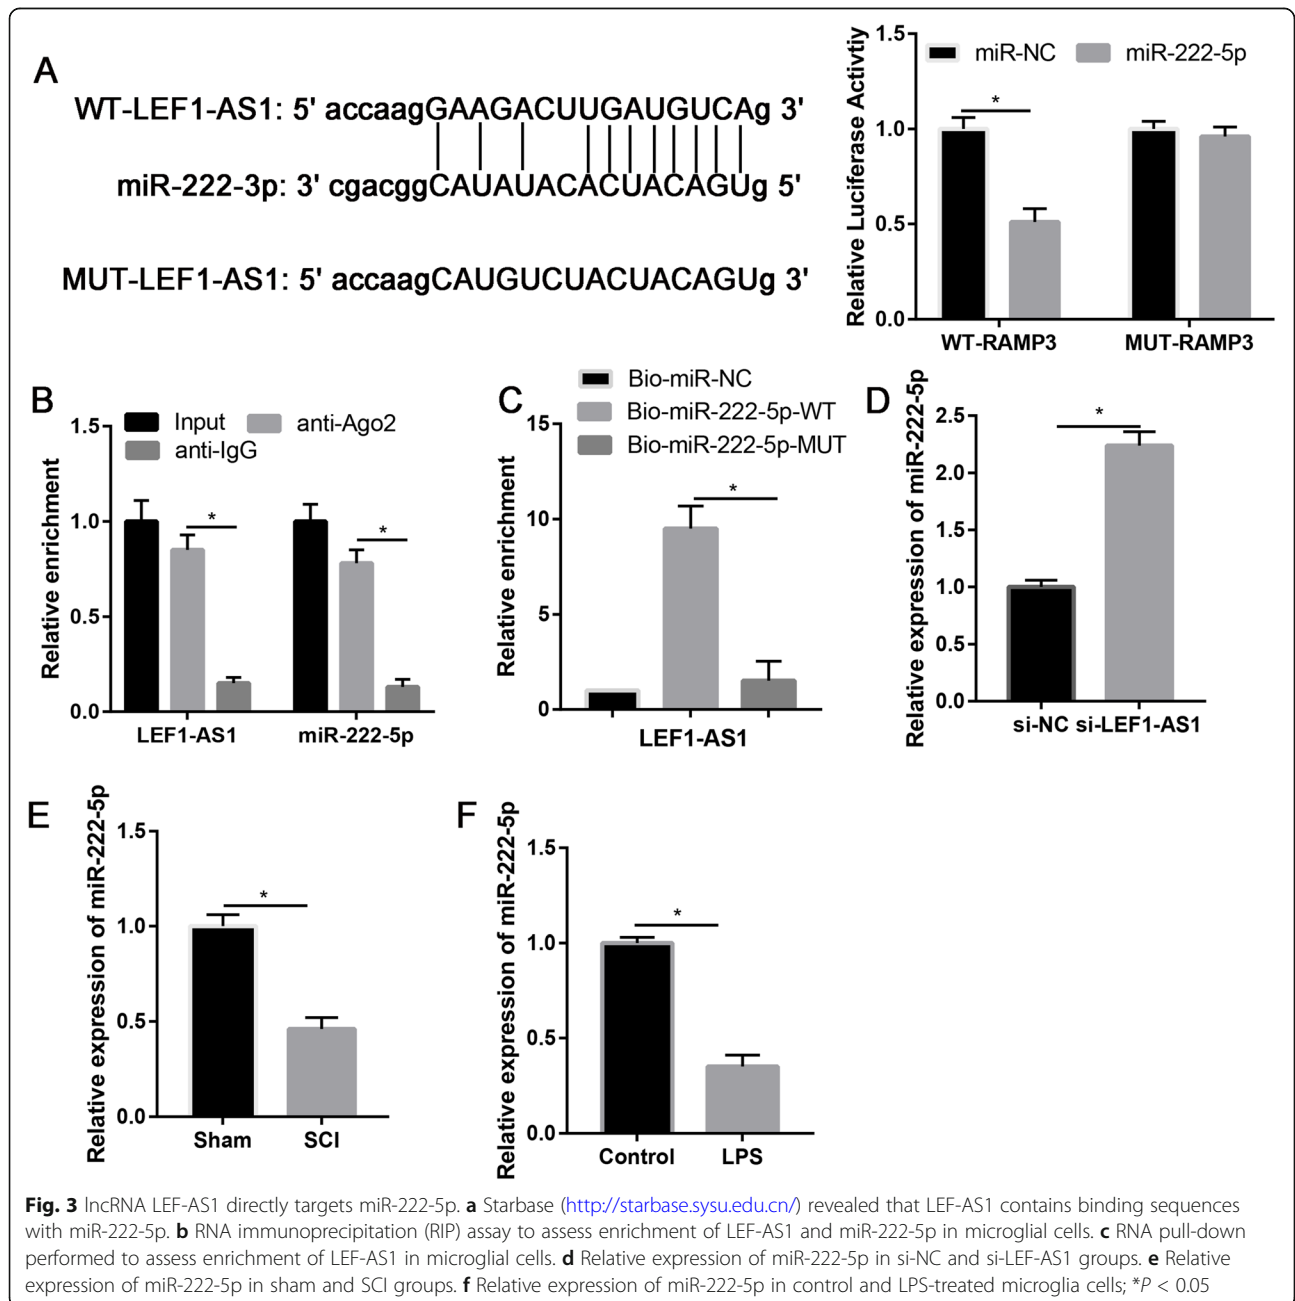 A
WT-LEF1-AS1: 5' accaagGAAGACUUGAUGUCAg 3'
miR-222-3p: 3' cgacggCAUAUACACUACAGUg 5'
MUT-LEF1-AS1: 5' accaagCAUGUCUACUACAGUg 3'
Relative Luciferase Activtiy
1.5
1.0
0.5
0.0
miR-NC miR-222-5p
*
WT-RAMP3 MUT-RAMP3
B
Relative enrichment
1.5
1.0
0.5
0.0
Input anti-Ago2
anti-IgG
* *
LEF1-AS1 miR-222-5p
C
Relative enrichment
15
10
5
0
Bio-miR-NC
Bio-miR-222-5p-WT
Bio-miR-222-5p-MUT
*
LEF1-AS1
D
Relative expression of miR-222-5p
2.5
2.0
1.5
1.0
0.5
0.0
*
si-NC si-LEF1-AS1
E
Relative expression of miR-222-5p
1.5
1.0
0.5
0.0
*
Sham SCI
F
Relative expression of miR-222-5p
1.5
1.0
0.5
0.0
*
Control LPS
Fig. 3 lncRNA LEF-AS1 directly targets miR-222-5p. a Starbase (http://starbase.sysu.edu.cn/) revealed that LEF-AS1 contains binding sequences
with miR-222-5p. b RNA immunoprecipitation (RIP) assay to assess enrichment of LEF-AS1 and miR-222-5p in microglial cells. c RNA pull-down
performed to assess enrichment of LEF-AS1 in microglial cells. d Relative expression of miR-222-5p in si-NC and si-LEF-AS1 groups. e Relative
expression of miR-222-5p in sham and SCI groups. f Relative expression of miR-222-5p in control and LPS-treated microglia cells; *P < 0.05